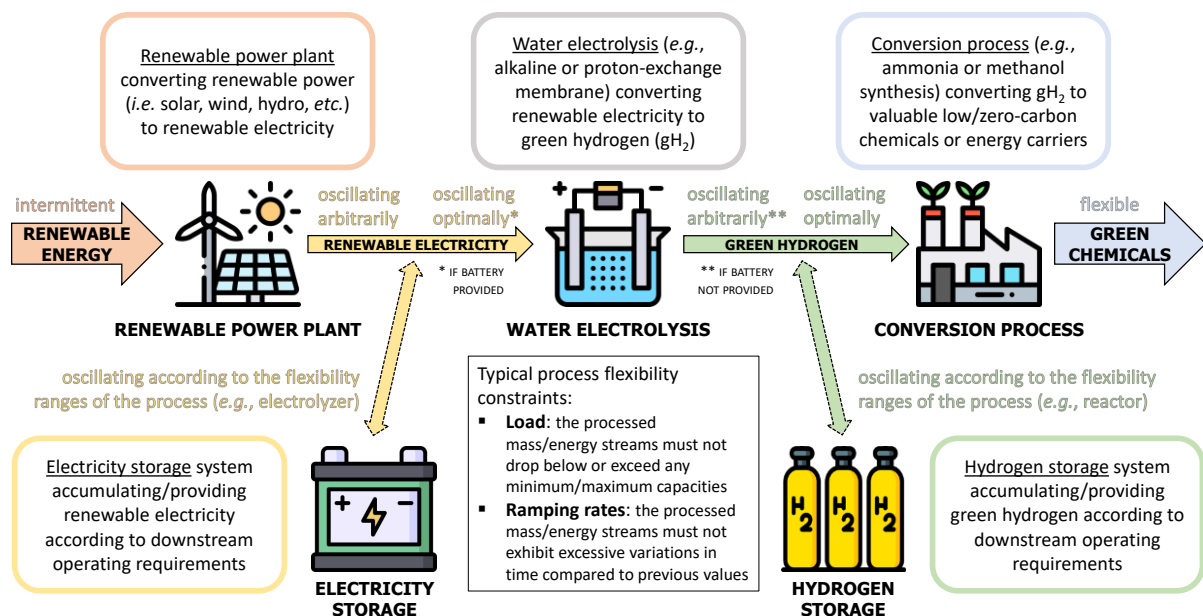 Renewable power plant
converting renewable power
(i.e. solar, wind, hydro, etc.)
to renewable electricity
Water electrolysis (e.g.,
alkaline or proton-exchange
membrane) converting
renewable electricity to
green hydrogen (gH2)
Conversion process (e.g.,
ammonia or methanol
synthesis) converting gH2 to
valuable low/zero-carbon
chemicals or energy carriers
intermittent
RENEWABLE
ENERGY
oscillating
arbitrarily
oscillating
optimally*
RENEWABLE ELECTRICITY
* IF BATTERY
PROVIDED
oscillating
arbitrarily**
oscillating
optimally
GREEN HYDROGEN
** IF BATTERY
NOT PROVIDED
flexible
GREEN
CHEMICALS
RENEWABLE POWER PLANT
WATER ELECTROLYSIS
CONVERSION PROCESS
oscillating according to the flexibility
ranges of the process (e.g., electrolyzer)
Typical process flexibility
constraints:
▪ Load: the processed
mass/energy streams must not
drop below or exceed any
minimum/maximum capacities
▪ Ramping rates: the processed
mass/energy streams must not
exhibit excessive variations in
time compared to previous values
oscillating according to the flexibility
ranges of the process (e.g., reactor)
Electricity storage system
accumulating/providing
renewable electricity
according to downstream
operating requirements
+ −
ELECTRICITY
STORAGE
H2 H2 H2
HYDROGEN
STORAGE
Hydrogen storage system
accumulating/providing
green hydrogen according to
downstream operating
requirements